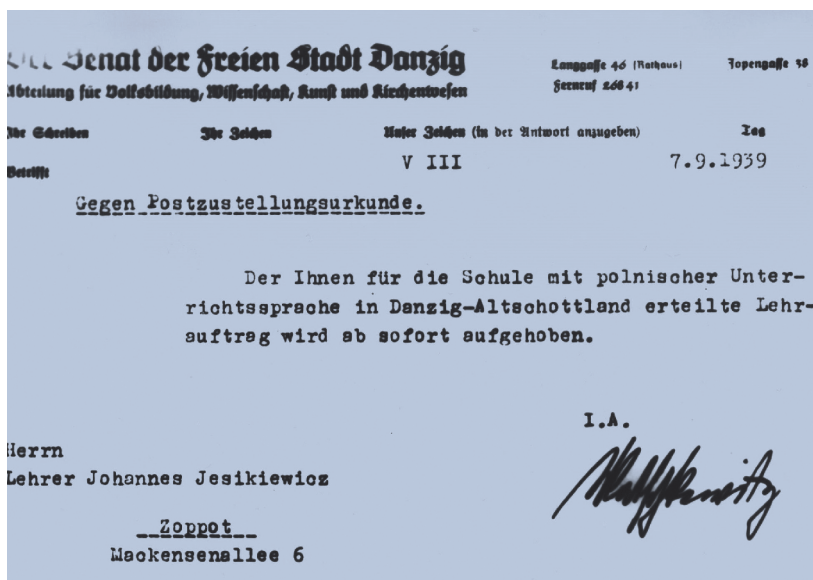 Der Senat der Freien Stadt Danzig
Abteilung für Volksbildung, Wissenschaft, Kunst und Kirchenwesen
Langgasse 46 (Rathaus) Jopengasse 38
Fernruf 26841
Ihr Schreiben Ihr Zeichen Unser Zeichen (in der Antwort anzugeben) Tag
V III 7.9.1939
Betrifft
Gegen Postzustellungsurkunde.
Der Ihnen für die Schule mit polnischer Unter-
richtssprache in Danzig-Altschottland erteilte Lehr-
auftrag wird ab sofort aufgehoben.
I.A.
Herrn
Lehrer Johannes Jesikiewicz
Zoppot
Mackensenallee 6